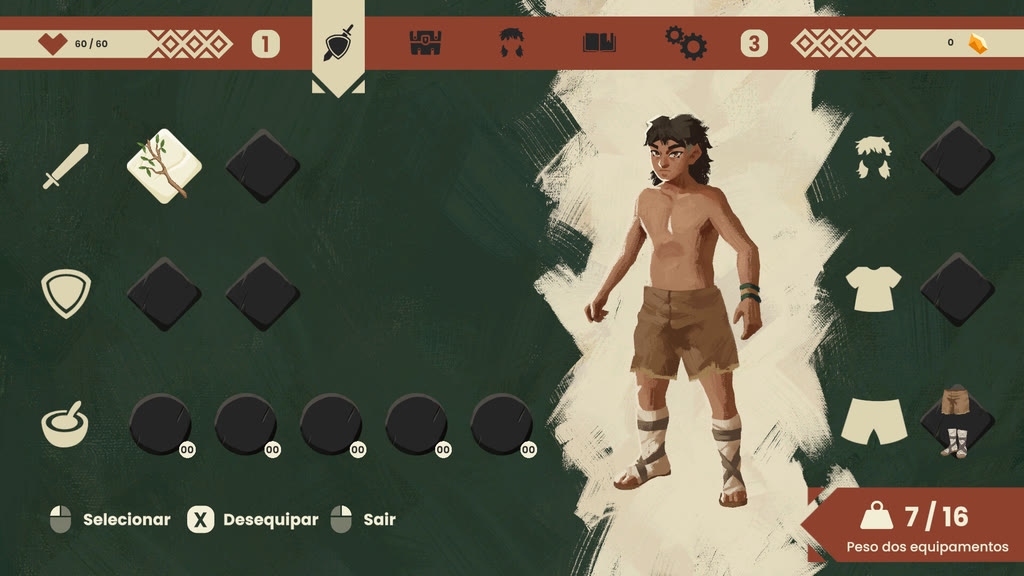 60 / 60
1
3
0
00
00
00
00
00
Selecionar
X Desequipar
Sair
7 / 16
Peso dos equipamentos